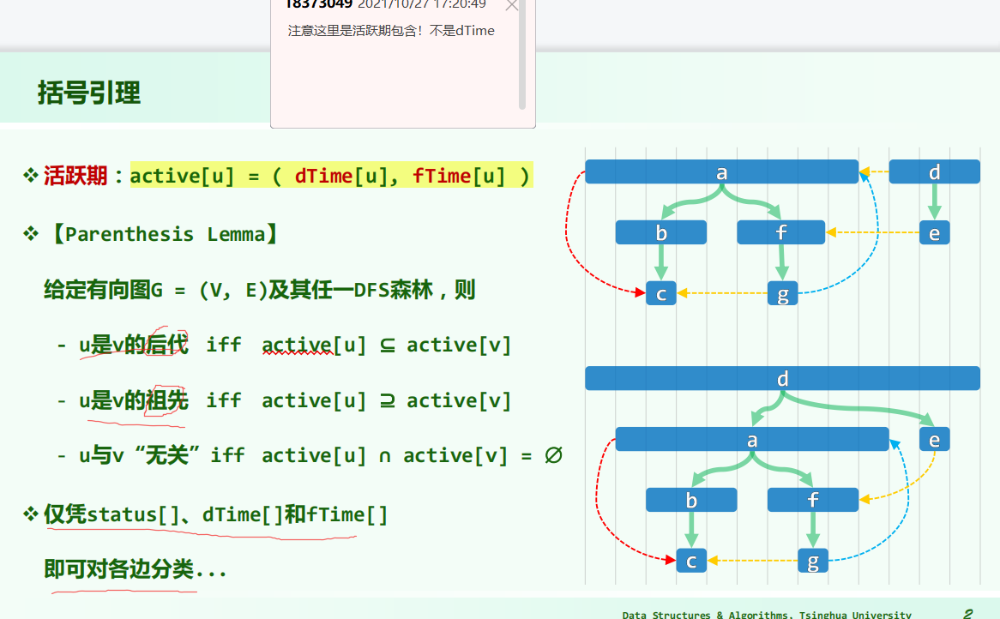 18373049 2021/10/27 17:20:49
注意这里是活跃期包含！不是dTime
括号引理
❖ 活跃期：active[u] = ( dTime[u], fTime[u] )
❖ 【Parenthesis Lemma】
给定有向图G = (V, E)及其任一DFS森林，则
- u是v的后代 iff active[u] ⊆ active[v]
- u是v的祖先 iff active[u] ⊇ active[v]
- u与v“无关” iff active[u] ∩ active[v] = ∅
❖ 仅凭status[]、dTime[]和fTime[]
即可对各边分类...
a d
b f e
c g
d
a e
b f
c g
Data Structures & Algorithms, Tsinghua University 2